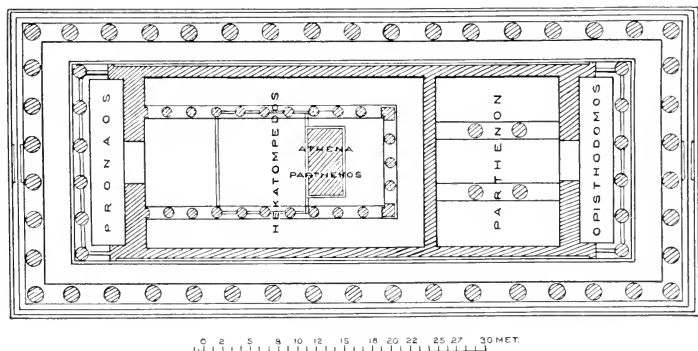 PRONAOS
HEKATOMPEDOS
ATHENA
PARTHENOS
PARTHENON
OPISTHODOMOS
0 2 5 8 10 12 15 18 20 22 25 27 30 MET.